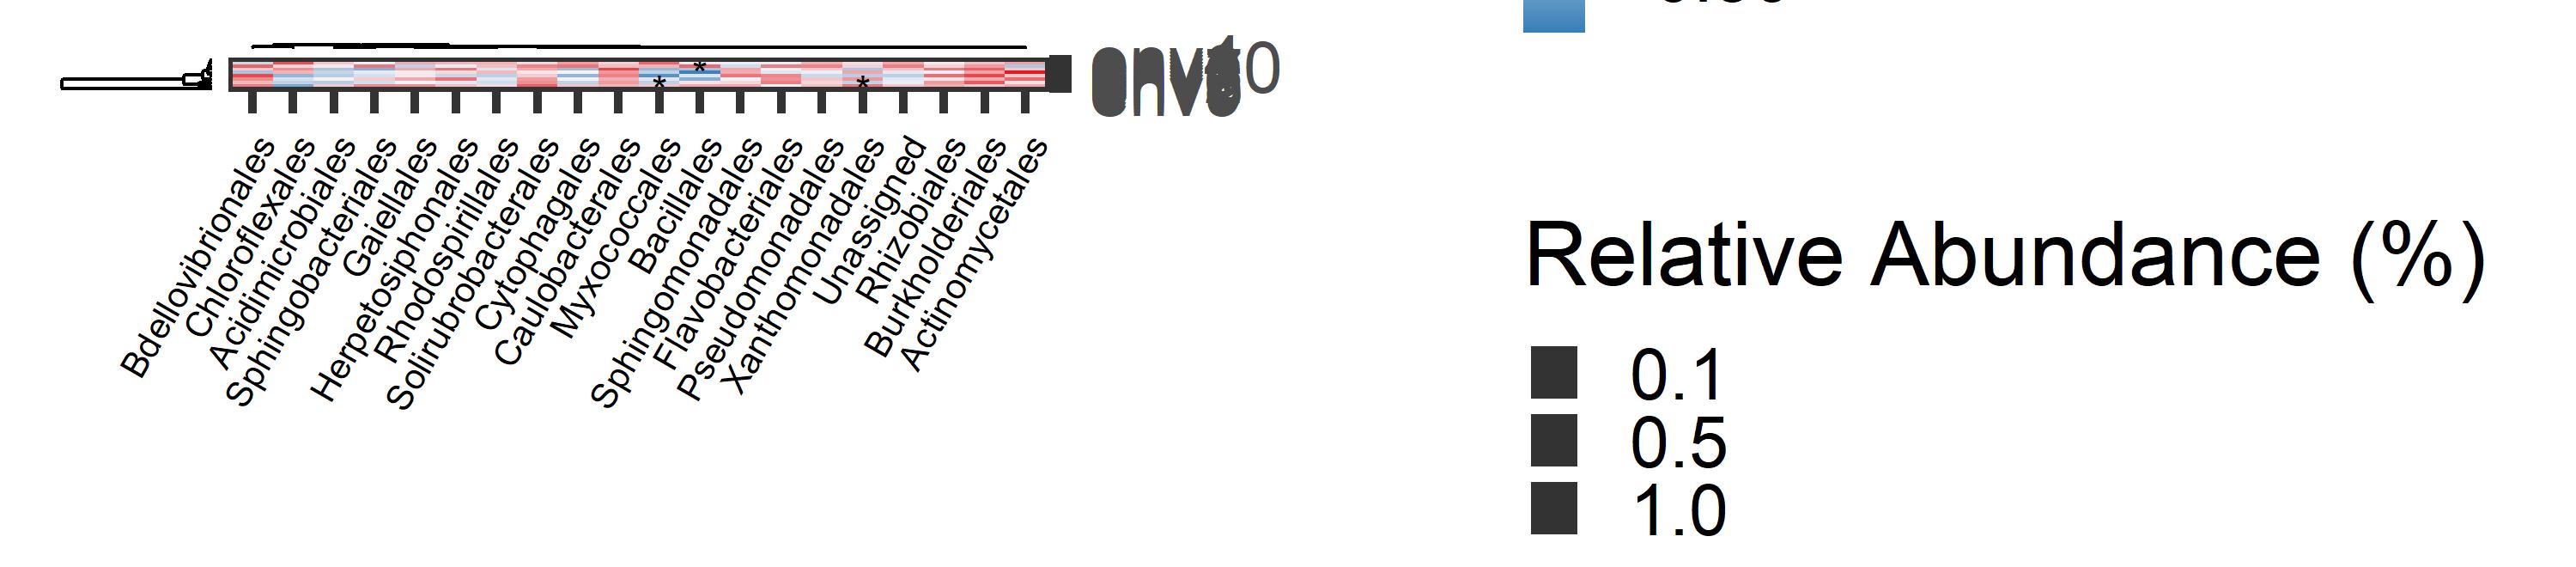 Bdellovibrionales
Chloroflexales
Acidimicrobiales
Sphingobacteriales
Gaiellales
Herpetosiphonales
Rhodospirillales
Solirubrobacterales
Cytophagales
Caulobacterales
Myxococcales
Bacillales
Sphingomonadales
Flavobacteriales
Pseudomonadales
Xanthomonadales
Unassigned
Rhizobiales
Burkholderiales
Actinomycetales
Relative Abundance (%)
0.1
0.5
1.0